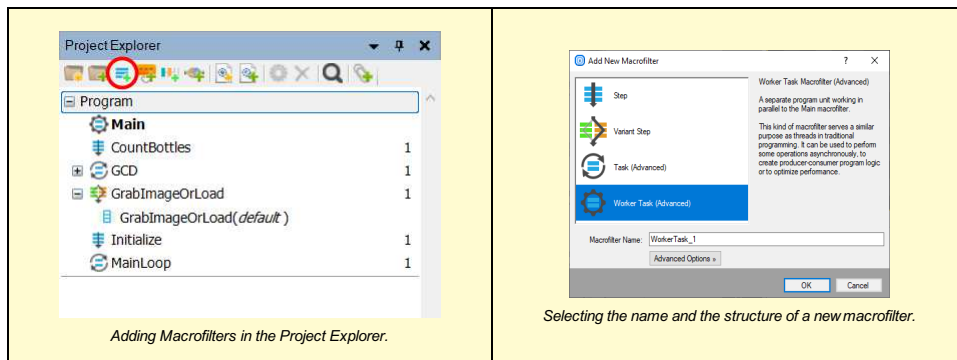 Project Explorer
Program
Main
CountBottles 1
GCD 1
GrabImageOrLoad 1
GrabImageOrLoad(default)
Initialize 1
MainLoop 1
Adding Macrofilters in the Project Explorer.
Add New Macrofilter ? X
Step
Variant Step
Task (Advanced)
Worker Task (Advanced)
Worker Task Macrofilter (Advanced)
A separate program unit working in
parallel to the Main macrofilter.
This kind of macrofilter serves a similar
purpose as threads in traditional
programming. It can be used to perform
some operations asynchronously, to
create producer-consumer program logic
or to optimize performance.
Macrofilter Name: WorkerTask_1
Advanced Options »
OK Cancel
Selecting the name and the structure of a new macrofilter.